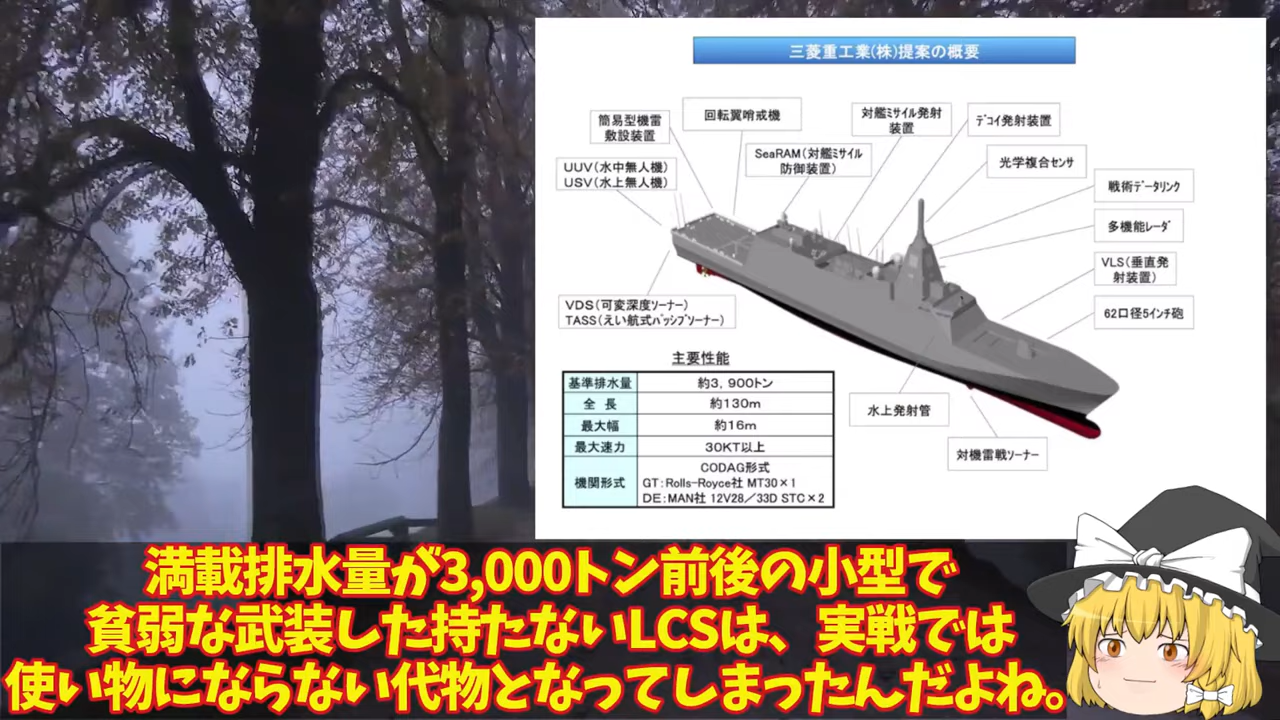 三菱重工業(株)提案の概要
簡易型機雷
敷設装置
回転翼哨戒機
対艦ﾐｻｲﾙ発射
装置
ﾃﾞｺｲ発射装置
SeaRAM(対艦ﾐｻｲﾙ
防御装置)
光学複合ｾﾝｻ
UUV(水中無人機)
USV(水上無人機)
戦術ﾃﾞｰﾀﾘﾝｸ
多機能ﾚｰﾀﾞ
VLS(垂直発
射装置)
62口径5ｲﾝﾁ砲
VDS(可変深度ｿｰﾅｰ)
TASS(えい航式ﾊﾟｯｼﾌﾞｿｰﾅｰ)
水上発射管
対機雷戦ｿｰﾅｰ
主要性能
基準排水量 約3，900トン
全 長 約130m
最大幅 約16m
最大速力 30KT以上
機関形式 CODAG形式
GT:Rolls-Royce社 MT30×1
DE:MAN社 12V28／33D STC×2
満載排水量が3,000トン前後の小型で
貧弱な武装した持たないLCSは、実戦では
使い物にならない代物となってしまったんだよね。